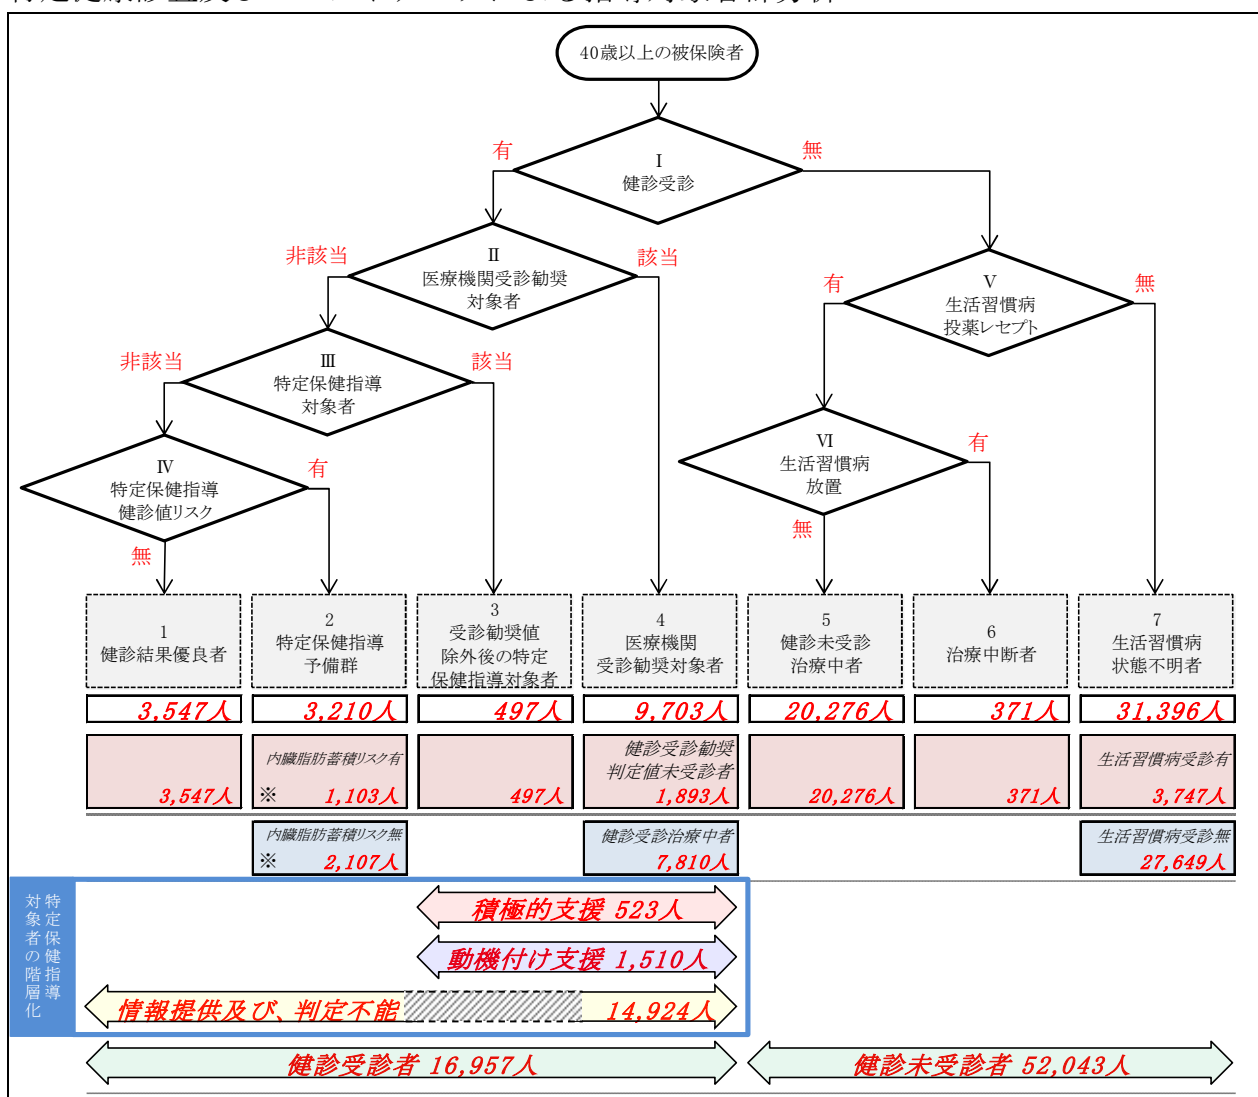 40歳以上の被保険者
Ⅰ
健診受診
有
無
Ⅱ
医療機関受診勧奨
対象者
非該当
該当
Ⅴ
生活習慣病
投薬レセプト
有
無
Ⅲ
特定保健指導
対象者
非該当
該当
Ⅵ
生活習慣病
放置
有
無
Ⅳ
特定保健指導
健診値リスク
有
無
1
健診結果優良者
2
特定保健指導
予備群
3
受診勧奨値
除外後の特定
保健指導対象者
4
医療機関
受診勧奨対象者
5
健診未受診
治療中者
6
治療中断者
7
生活習慣病
状態不明者
3,547人
3,210人
497人
9,703人
20,276人
371人
31,396人
3,547人
内臓脂肪蓄積リスク有
※ 1,103人
497人
健診受診勧奨
判定値未受診者
1,893人
20,276人
371人
生活習慣病受診有
3,747人
内臓脂肪蓄積リスク無
※ 2,107人
健診受診治療中者
7,810人
生活習慣病受診無
27,649人
特定保健指導
対象者の階層化
積極的支援 523人
動機付け支援 1,510人
情報提供及び、判定不能 14,924人
健診受診者 16,957人
健診未受診者 52,043人